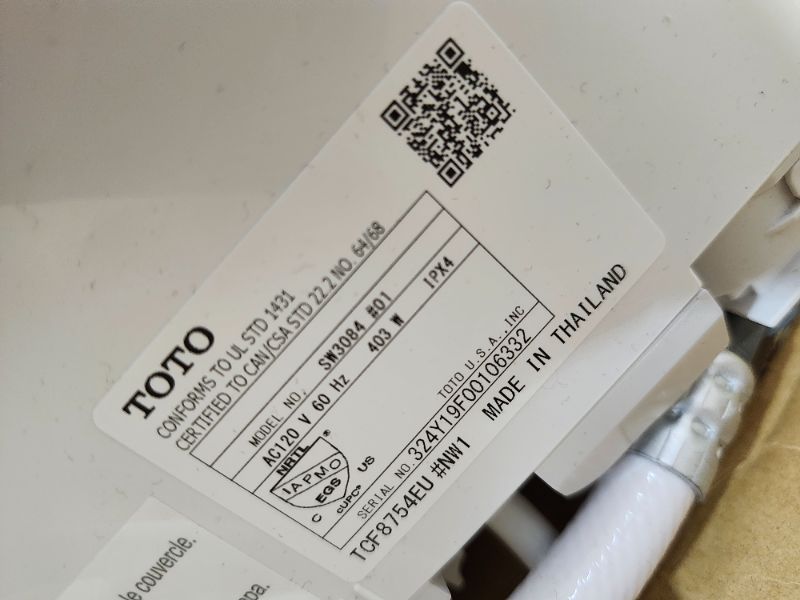 TOTO
CONFORMS TO UL STD 1431
CERTIFIED TO CAN/CSA STD 22.2 NO. 64/68
MODEL NO. SW3084 #01
AC120 V 60 Hz 403 W IPX4
NRTL
®
IAPMO
EGS
C US
cUPC®
TOTO U.S.A., INC
SERIAL NO. 324Y19F00106332
TCF8754EU #NW1 MADE IN THAILAND
le couvercle.